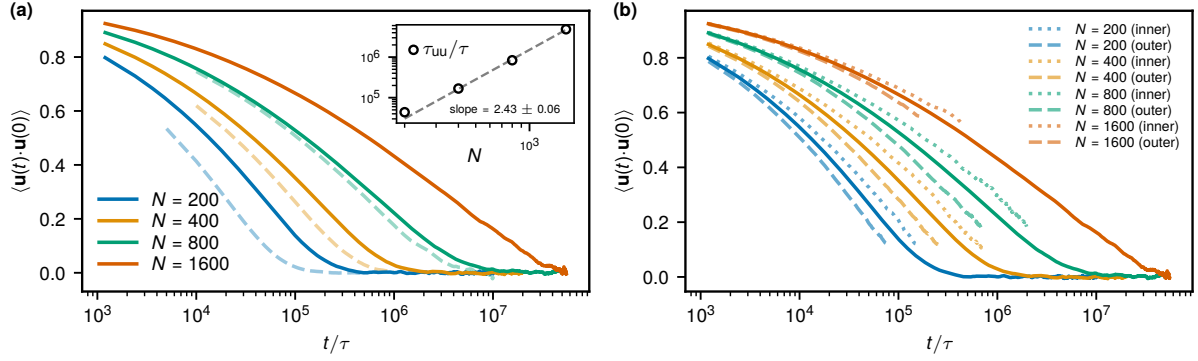 (a)
⟨u(t)·u(0)⟩
0.8
0.6
0.4
0.2
0.0
10³ 10⁴ 10⁵ 10⁶ 10⁷
t/τ
N = 200
N = 400
N = 800
N = 1600
10⁶
10⁵
τuu/τ
slope = 2.43 ± 0.06
N
10³
(b)
⟨u(t)·u(0)⟩
0.8
0.6
0.4
0.2
0.0
10³ 10⁴ 10⁵ 10⁶ 10⁷
t/τ
N = 200 (inner)
N = 200 (outer)
N = 400 (inner)
N = 400 (outer)
N = 800 (inner)
N = 800 (outer)
N = 1600 (inner)
N = 1600 (outer)